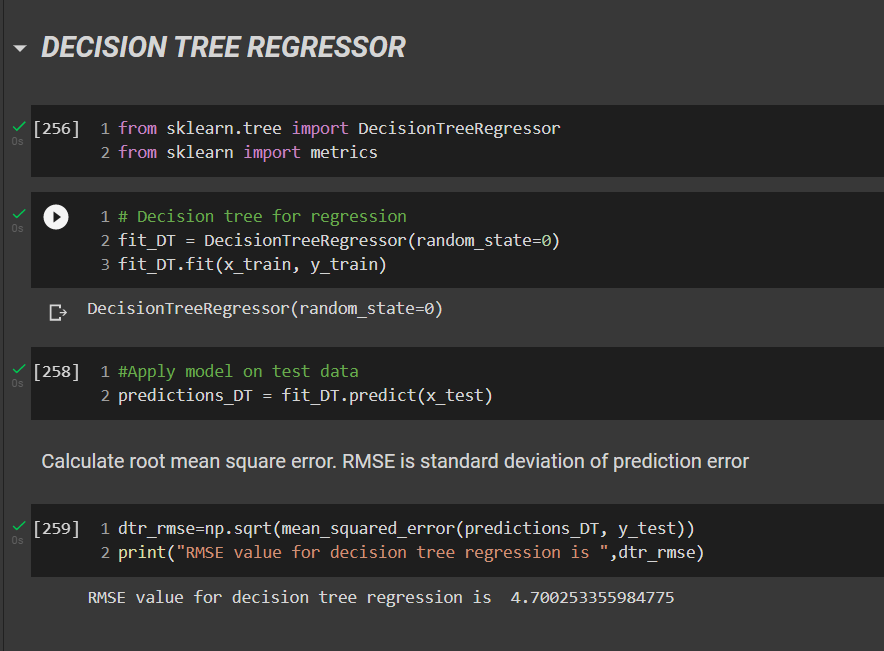 DECISION TREE REGRESSOR
0s
[256]
1 from sklearn.tree import DecisionTreeRegressor
2 from sklearn import metrics
0s
1 # Decision tree for regression
2 fit_DT = DecisionTreeRegressor(random_state=0)
3 fit_DT.fit(x_train, y_train)
DecisionTreeRegressor(random_state=0)
0s
[258]
1 #Apply model on test data
2 predictions_DT = fit_DT.predict(x_test)
Calculate root mean square error. RMSE is standard deviation of prediction error
0s
[259]
1 dtr_rmse=np.sqrt(mean_squared_error(predictions_DT, y_test))
2 print("RMSE value for decision tree regression is ",dtr_rmse)
RMSE value for decision tree regression is  4.700253355984775